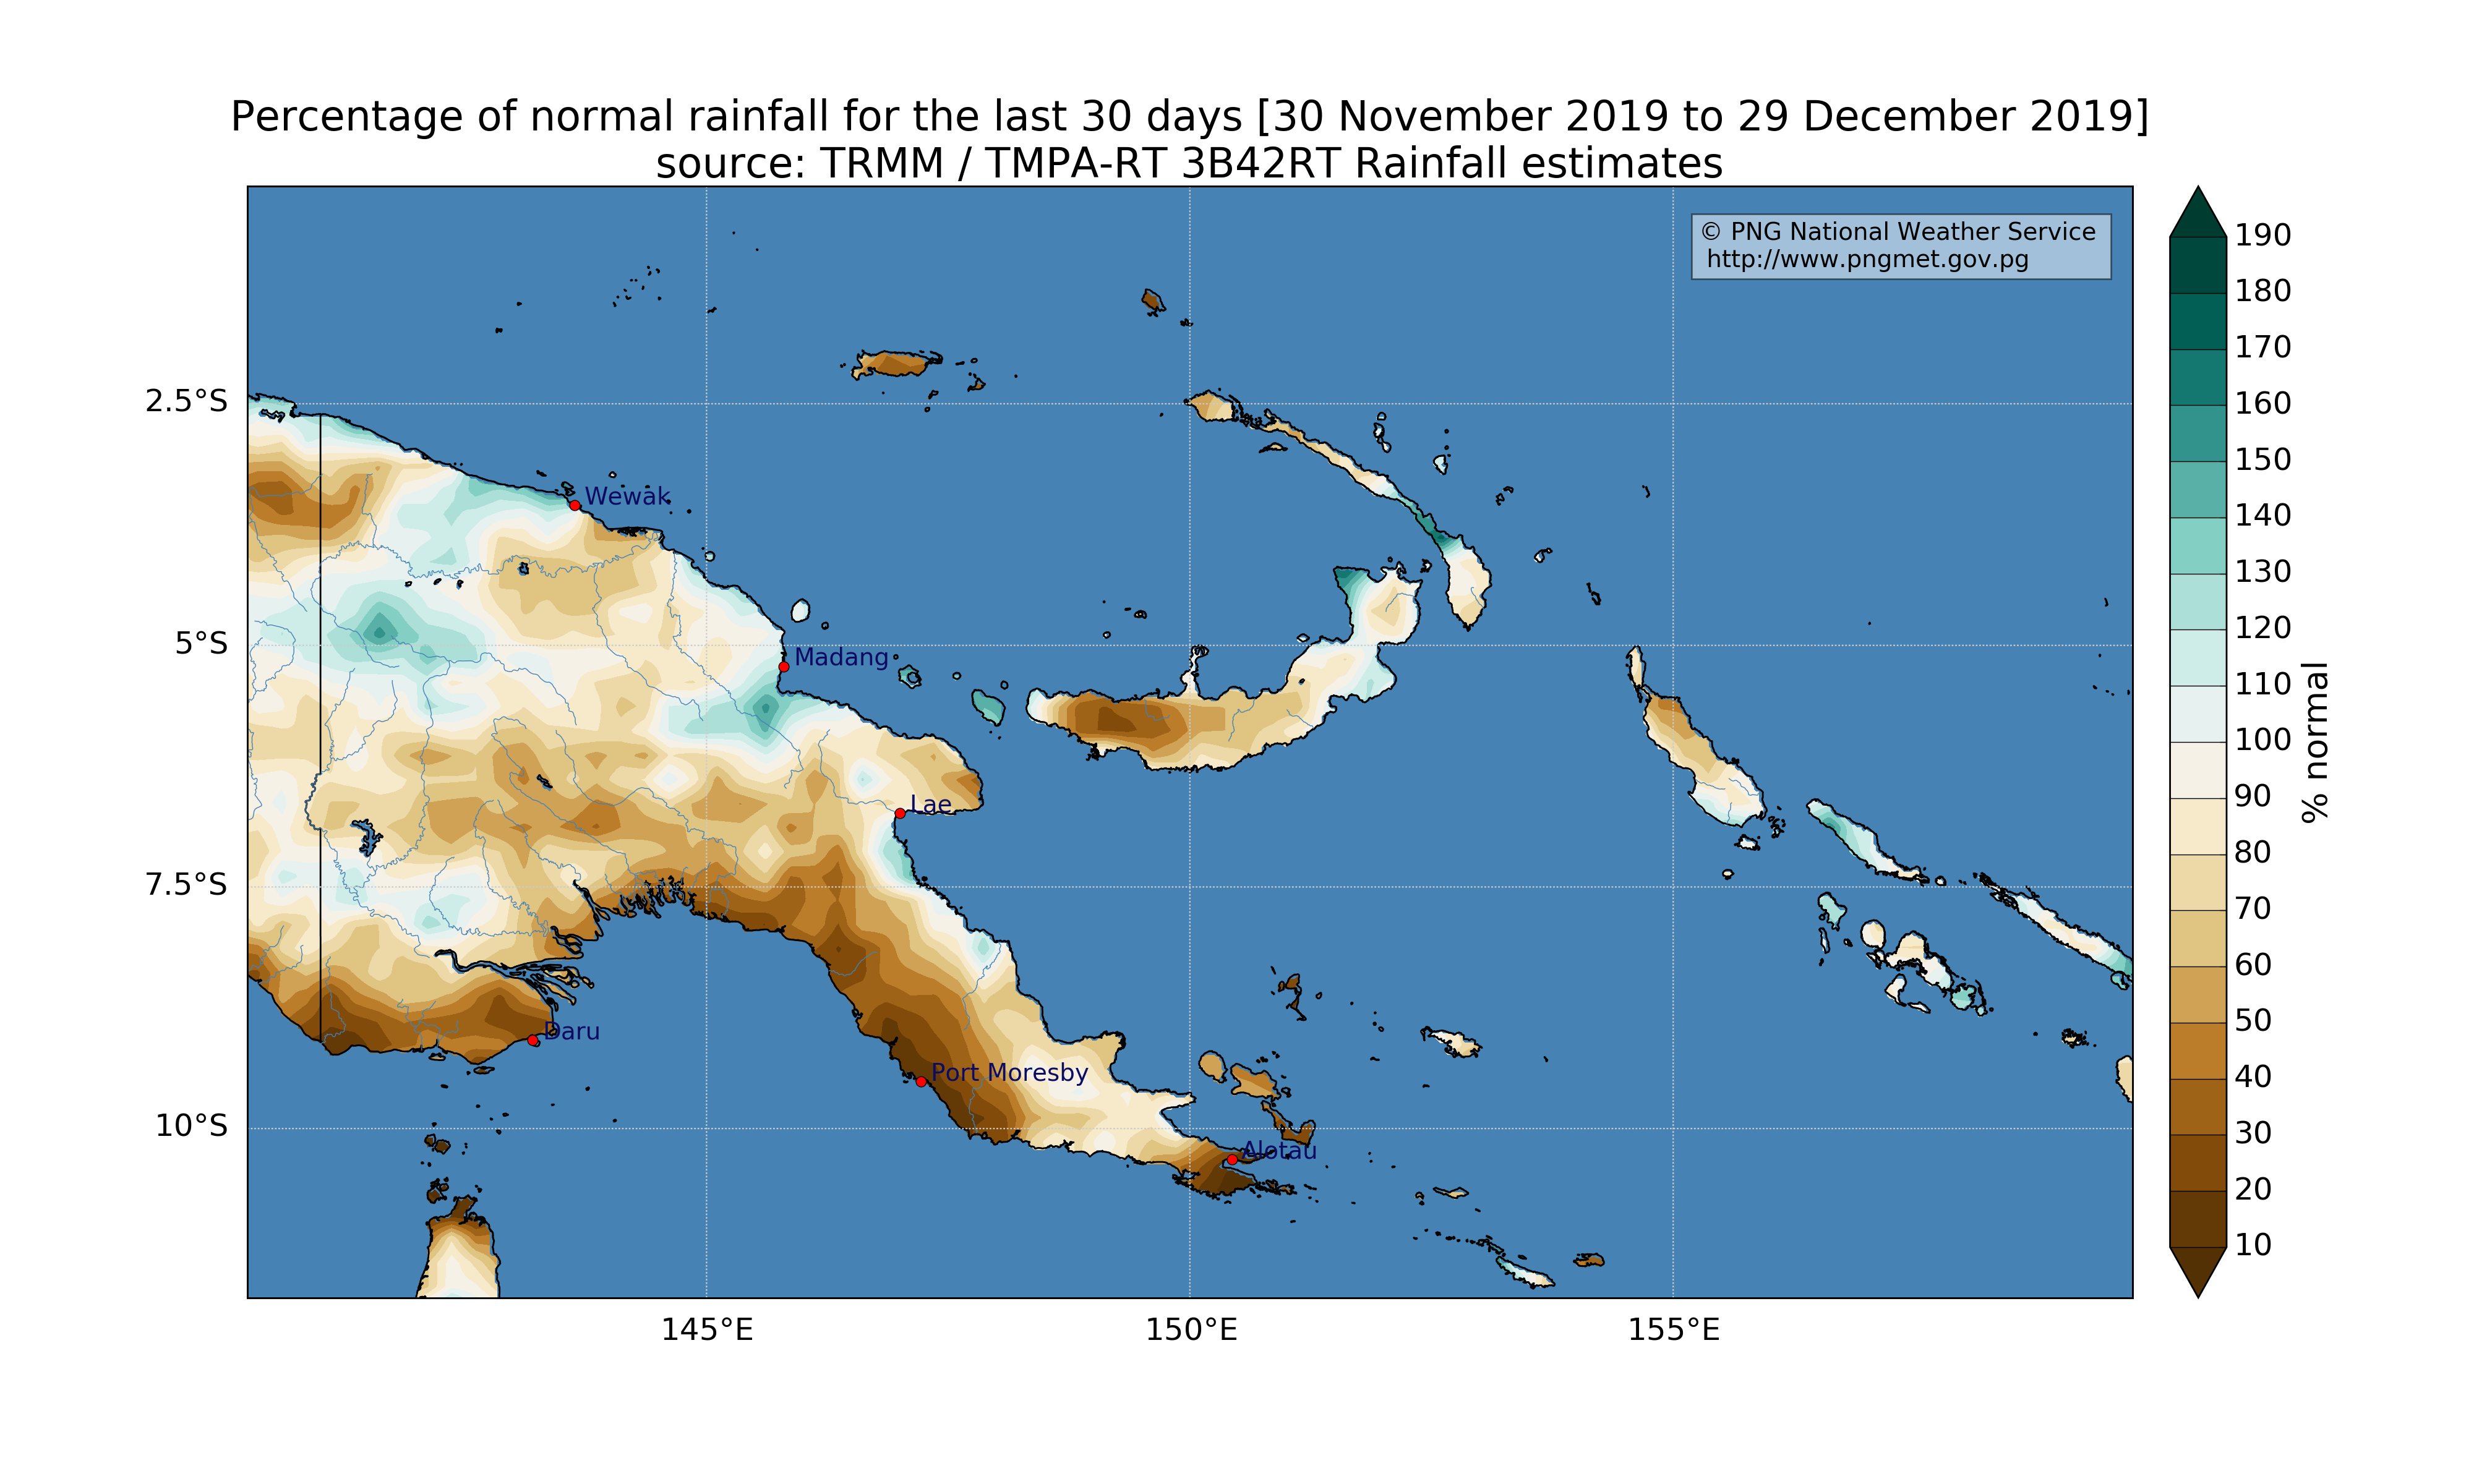 Percentage of normal rainfall for the last 30 days [30 November 2019 to 29 December 2019]
source: TRMM / TMPA-RT 3B42RT Rainfall estimates
© PNG National Weather Service
http://www.pngmet.gov.pg
190
180
170
160
150
140
130
120
110
100
90
80
70
60
50
40
30
20
10
% normal
2.5°S
5°S
7.5°S
10°S
Wewak
Madang
Lae
Daru
Port Moresby
Alotau
145°E
150°E
155°E